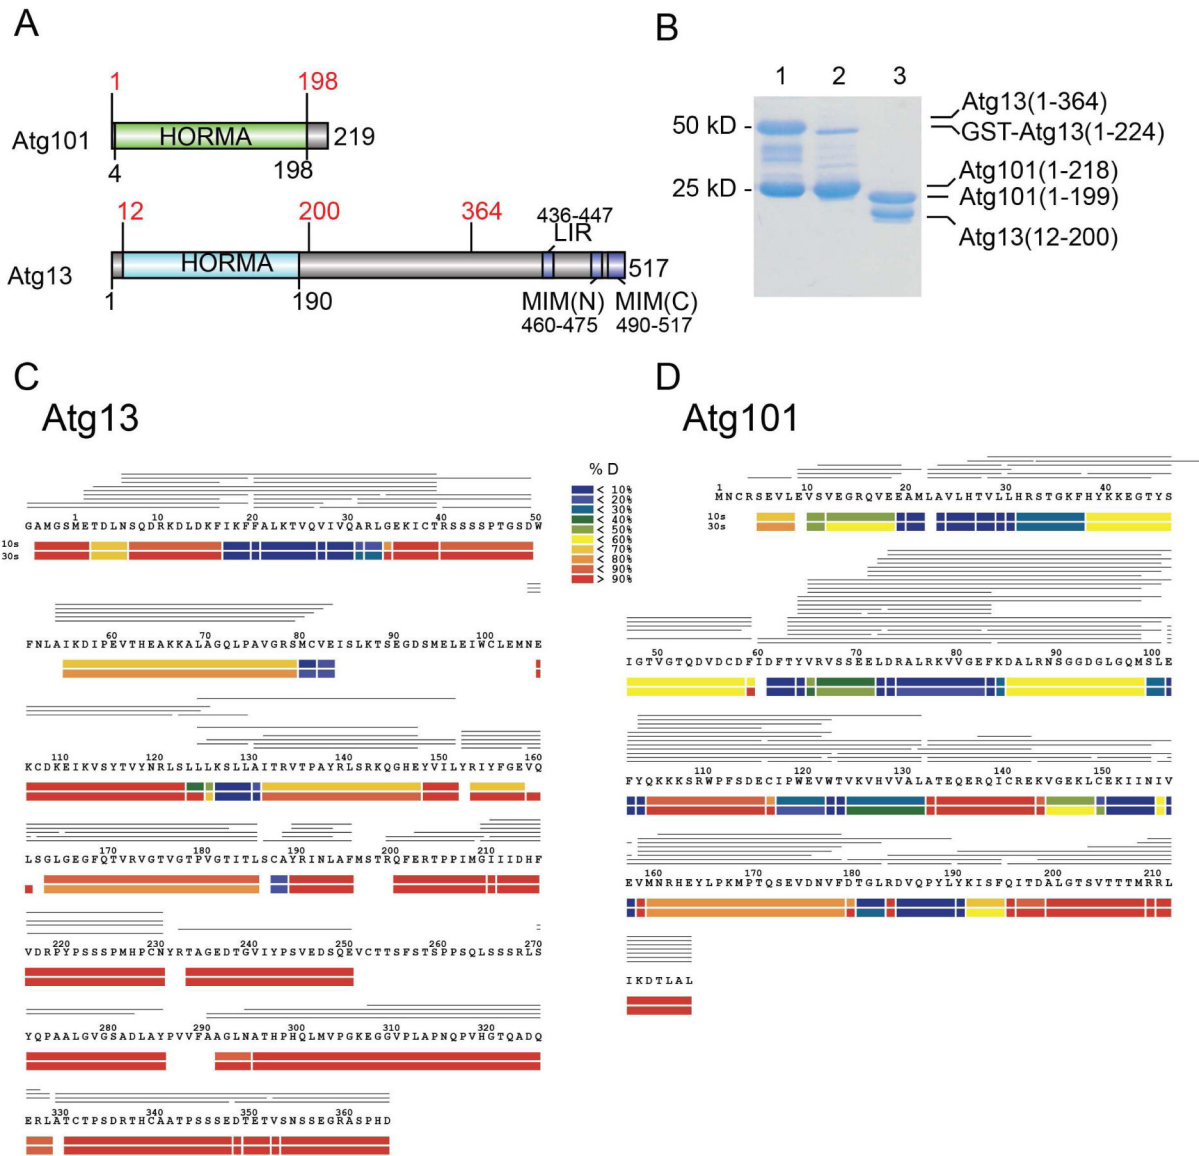 A
B
1 198
Atg101 HORMA 219
4 198
12 200 364 436-447
LIR
Atg13 HORMA 517
1 190 MIM(N) MIM(C)
460-475 490-517
1 2 3
50 kD -
25 kD -
Atg13(1-364)
GST-Atg13(1-224)
Atg101(1-218)
Atg101(1-199)
Atg13(12-200)
C
Atg13
1 10 20 30 40 50
GAMGSMETDLNSQDRKDLDKFIKFFALKTVQVIVQARLGEKICTRSSSSPTGSDW
10s
30s
60 70 80 90 100
FNLAIKDIPEVTHEAKKALAGQLPAVGRSMCVEISLKTSEGDSMELEIWCLEMNE
110 120 130 140 150 160
KCDKEIKVSYTVYNRLSLLLKSLLAITRVTPAYRLSRKQGHEYVILYRIYFGEVQ
170 180 190 200 210
LSGLGEGFQTVRVGTVGTPVGTITLSCAYRINLAFMSTRQFERTPPIMGIIIDHF
220 230 240 250 260 270
VDRPYPSSSPMHPCNYRTAGEDTGVIYPSVEDSQEVCTTSFSTSPPSQLSSSRLS
280 290 300 310 320
YQPAALGVGSADLAYPVVFAAGLNATHPHQLMVPGKEGGVPLAPNQPVHGTQADQ
330 340 350 360
ERLATCTPSDRTHCAATPSSSEDTETVSNSSEGRASPHD
% D
< 10%
< 20%
< 30%
< 40%
< 50%
< 60%
< 70%
< 80%
< 90%
> 90%
D
Atg101
1 10 20 30 40
MNCRSEVLEVSVEGRQVEEAMLAVLHTVLLHRSTGKFHYKKEGTYS
10s
30s
50 60 70 80 90 100
IGTVGTQDVDCDFIDFTYVRVSSEELDRALRKVVGEFKDALRNSGGDGLGQMSLE
110 120 130 140 150
FYQKKKSRWPFSDECIPWEVWTVKVHVVALATEQERQICREKVGEKLCEKIINIV
160 170 180 190 200 210
EVMNRHEYLPKMPTQSEVDNVFDTGLRDVQPYLYKISFQITDALGTSVTTTMRRL
IKDTLAL